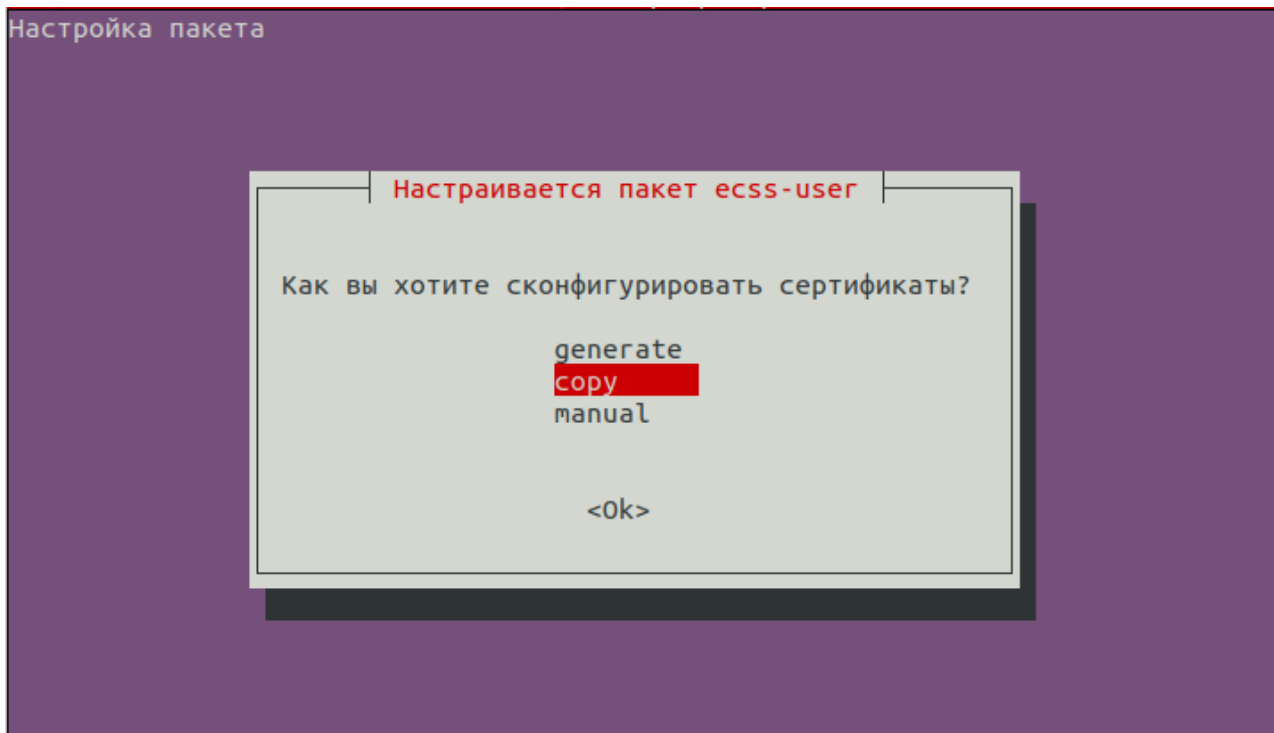 Настройка пакета
Настраивается пакет ecss-user
Как вы хотите сконфигурировать сертификаты?
generate
copy
manual
<Ok>